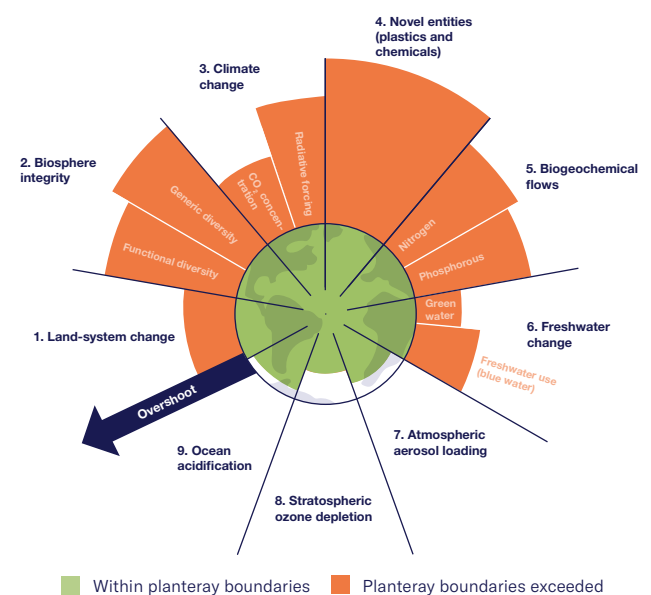 4. Novel entities
(plastics and
chemicals)
3. Climate
change
Radiative forcing
CO₂ concen-
tration
2. Biosphere
integrity
Generic diversity
Functional diversity
5. Biogeochemical
flows
Nitrogen
Phosphorous
Green
water
6. Freshwater
change
Freshwater use
(blue water)
1. Land-system change
Overshoot
7. Atmospheric
aerosol loading
9. Ocean
acidification
8. Stratospheric
ozone depletion
Within planteray boundaries
Planteray boundaries exceeded